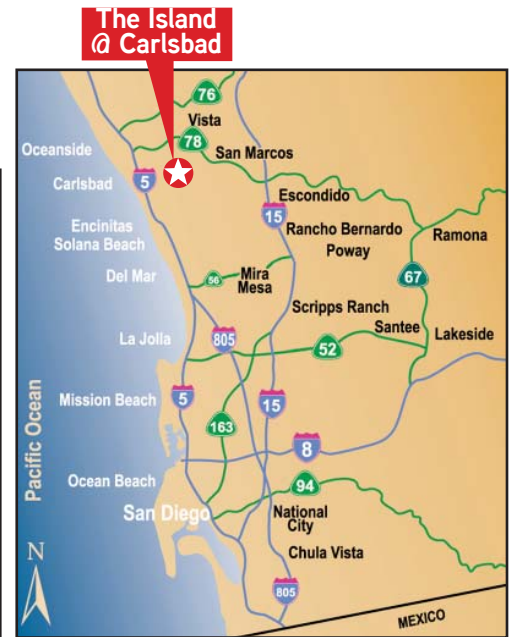 The Island
@ Carlsbad
76
Vista
78
Oceanside
San Marcos
Carlsbad
5
Escondido
15
Encinitas
Rancho Bernardo
Solana Beach
Poway
Ramona
Del Mar
56
Mira
Mesa
67
Scripps Ranch
La Jolla
805
52
Santee
Lakeside
Mission Beach
5
15
163
8
Pacific Ocean
Ocean Beach
94
San Diego
National
City
N
Chula Vista
805
MEXICO